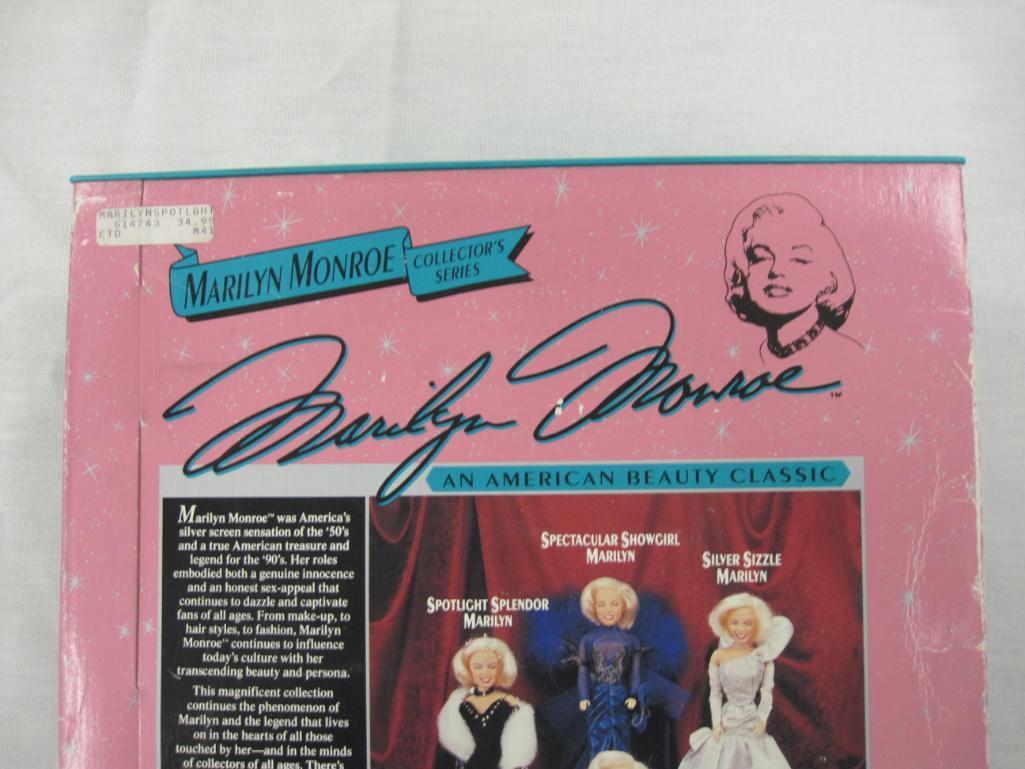 MARILYNSPOTLGHT
614743 34.99
ETD M41
MARILYN MONROE
COLLECTOR'S
SERIES
Marilyn Monroe™
AN AMERICAN BEAUTY CLASSIC
Marilyn Monroe™ was America's
silver screen sensation of the '50's
and a true American treasure and
legend for the '90's. Her roles
embodied both a genuine innocence
and an honest sex-appeal that
continues to dazzle and captivate
fans of all ages. From make-up, to
hair styles, to fashion, Marilyn
Monroe™ continues to influence
today's culture with her
transcending beauty and persona.
This magnificent collection
continues the phenomenon of
Marilyn and the legend that lives
on in the hearts of all those
touched by her—and in the minds
of collectors of all ages. There's
SPOTLIGHT SPLENDOR
MARILYN
SPECTACULAR SHOWGIRL
MARILYN
SILVER SIZZLE
MARILYN